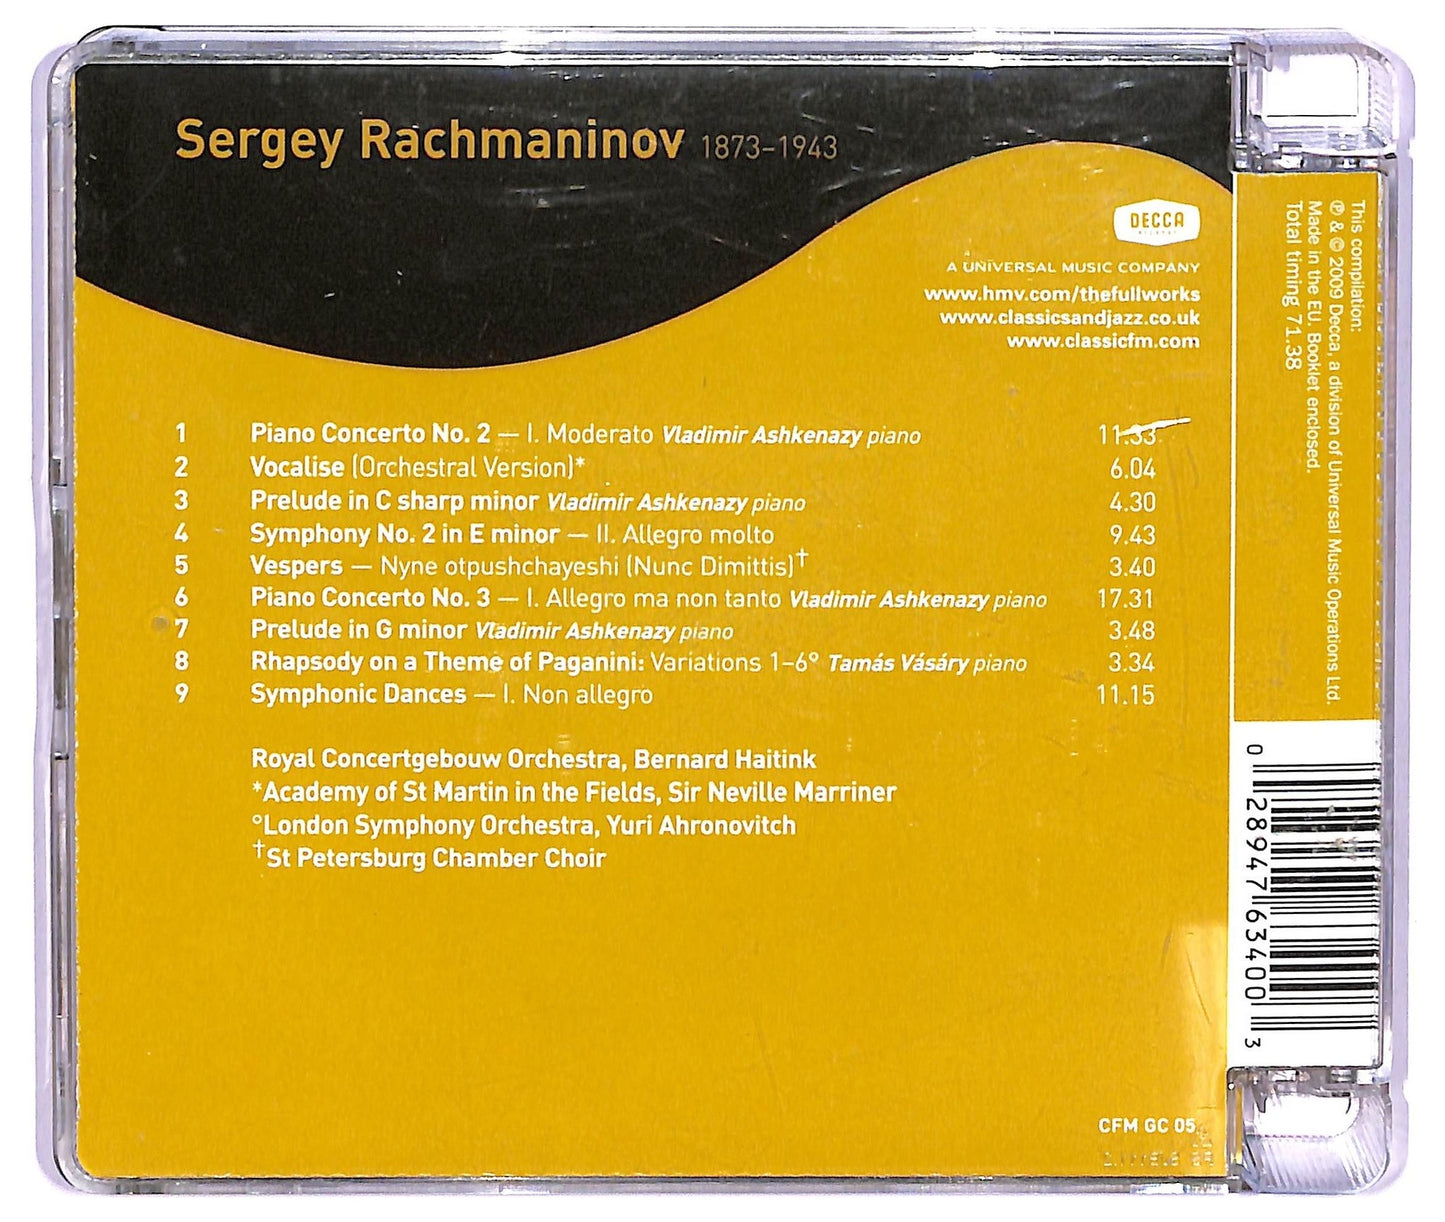 Sergey Rachmaninov 1873–1943
DECCA
A UNIVERSAL MUSIC COMPANY
www.hmv.com/thefullworks
www.classicsandjazz.co.uk
www.classicfm.com
1 Piano Concerto No. 2 — I. Moderato Vladimir Ashkenazy piano 11.33
2 Vocalise (Orchestral Version)* 6.04
3 Prelude in C sharp minor Vladimir Ashkenazy piano 4.30
4 Symphony No. 2 in E minor — II. Allegro molto 9.43
5 Vespers — Nyne otpushchayeshi (Nunc Dimittis)† 3.40
6 Piano Concerto No. 3 — I. Allegro ma non tanto Vladimir Ashkenazy piano 17.31
7 Prelude in G minor Vladimir Ashkenazy piano 3.48
8 Rhapsody on a Theme of Paganini: Variations 1–6° Tamás Vásáry piano 3.34
9 Symphonic Dances — I. Non allegro 11.15
Royal Concertgebouw Orchestra, Bernard Haitink
*Academy of St Martin in the Fields, Sir Neville Marriner
°London Symphony Orchestra, Yuri Ahronovitch
†St Petersburg Chamber Choir
CFM GC 05
This compilation:
℗ & © 2009 Decca, a division of Universal Music Operations Ltd.
Made in the EU. Booklet enclosed.
Total timing 71.38
0 28947 63400 3